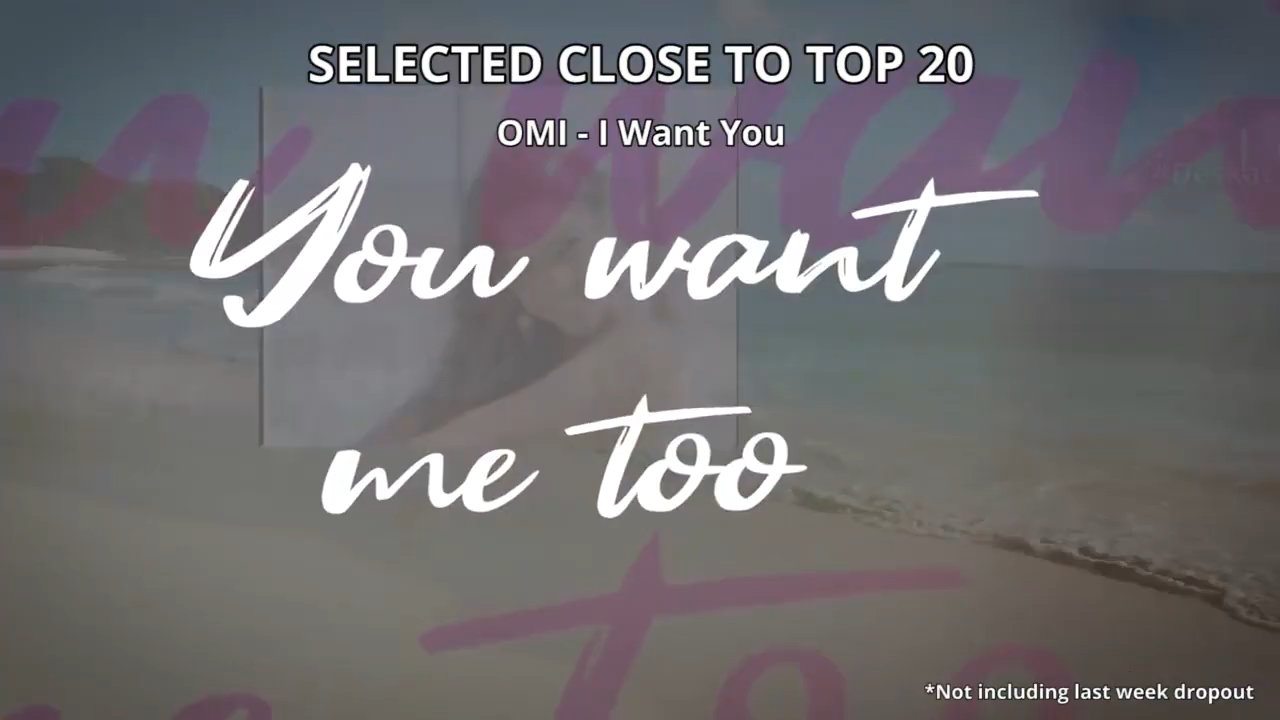 SELECTED CLOSE TO TOP 20
OMI - I Want You
You want
me too
*Not including last week dropout